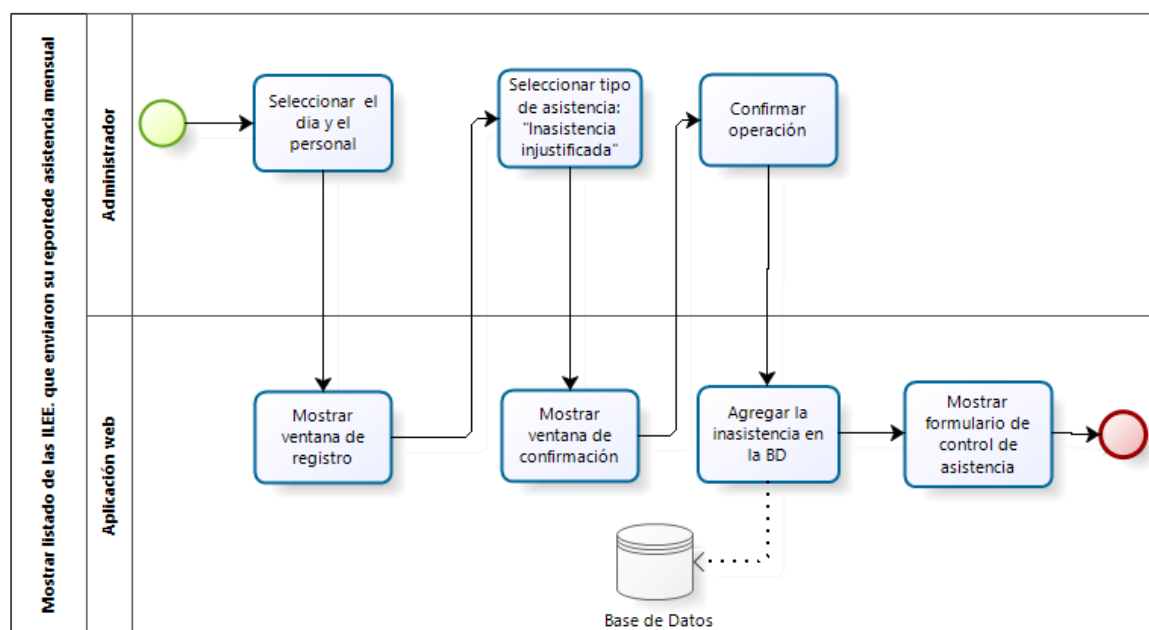 Mostrar listado de las II.EE. que enviaron su reportede asistencia mensual
Administrador
Seleccionar el
dia y el
personal
Seleccionar tipo
de asistencia:
"Inasistencia
injustificada"
Confirmar
operación
Aplicación web
Mostrar
ventana de
registro
Mostrar
ventana de
confirmación
Agregar la
inasistencia en
la BD
Mostrar
formulario de
control de
asistencia
Base de Datos